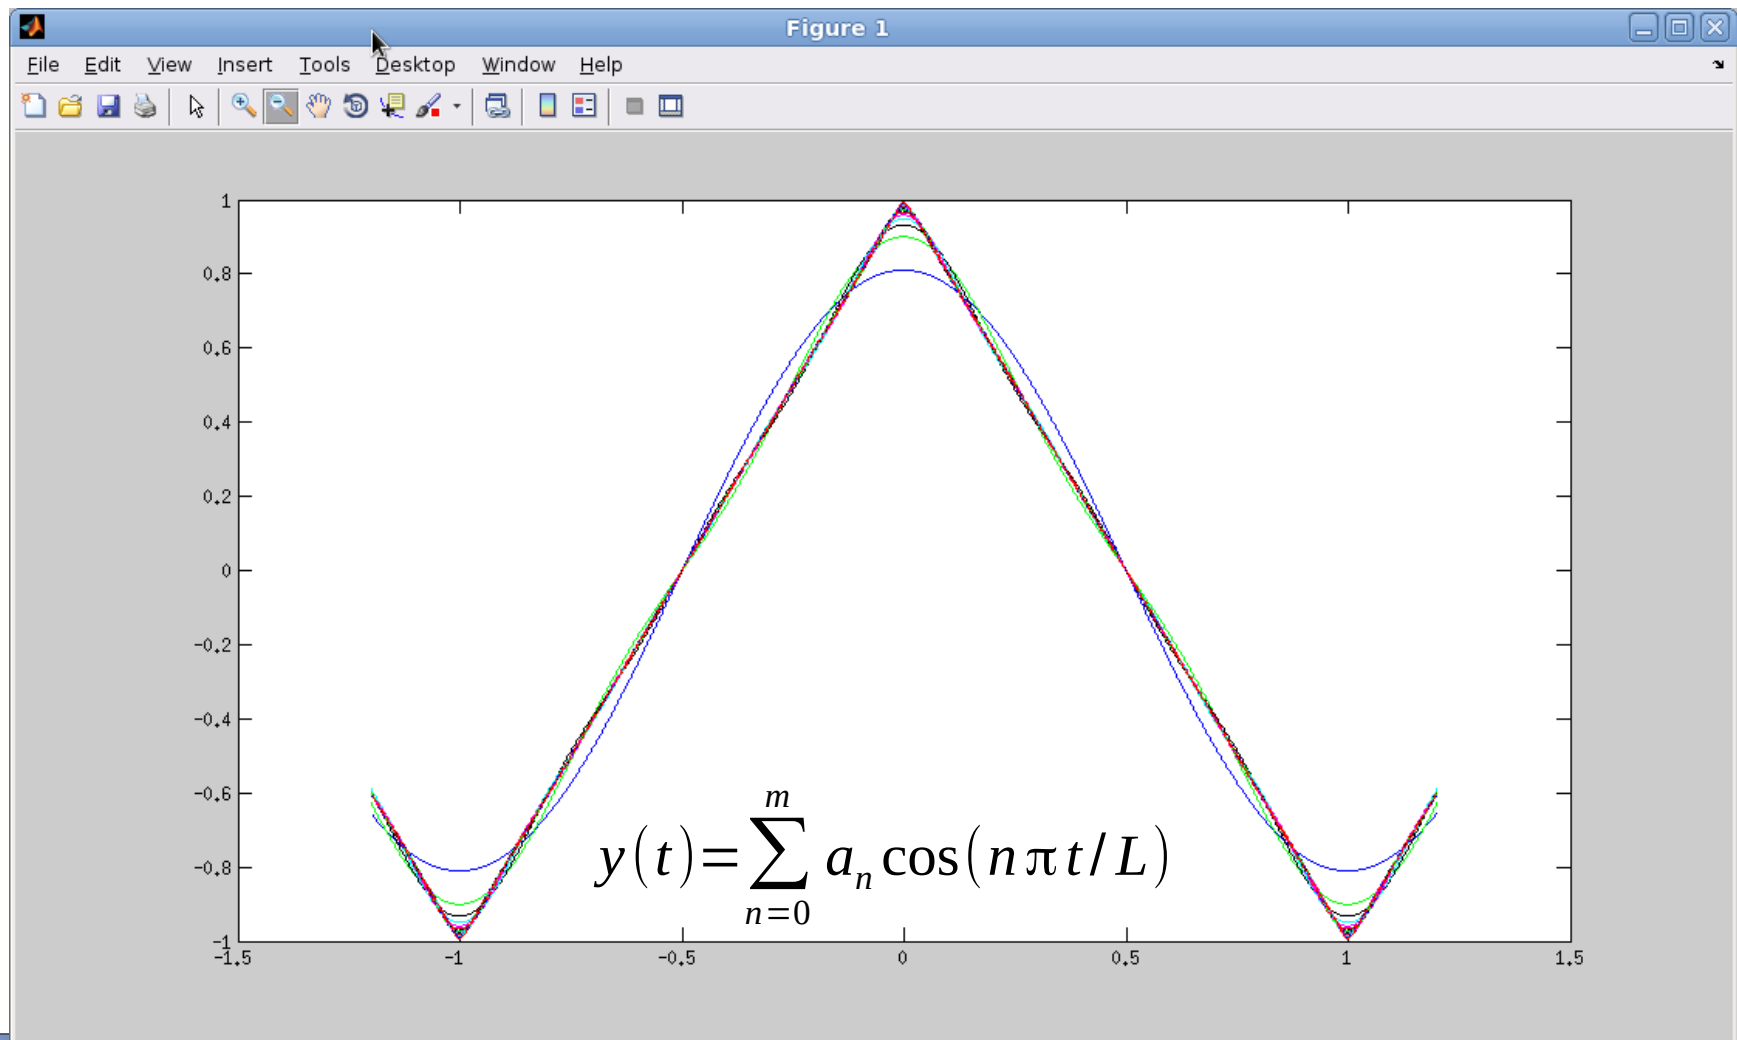 Figure 1
File Edit View Insert Tools Desktop Window Help
1
0.8
0.6
0.4
0.2
0
-0.2
-0.4
-0.6
-0.8
-1
-1.5 -1 -0.5 0 0.5 1 1.5
m
y(t)=∑ aₙ cos(nπt/L)
n=0